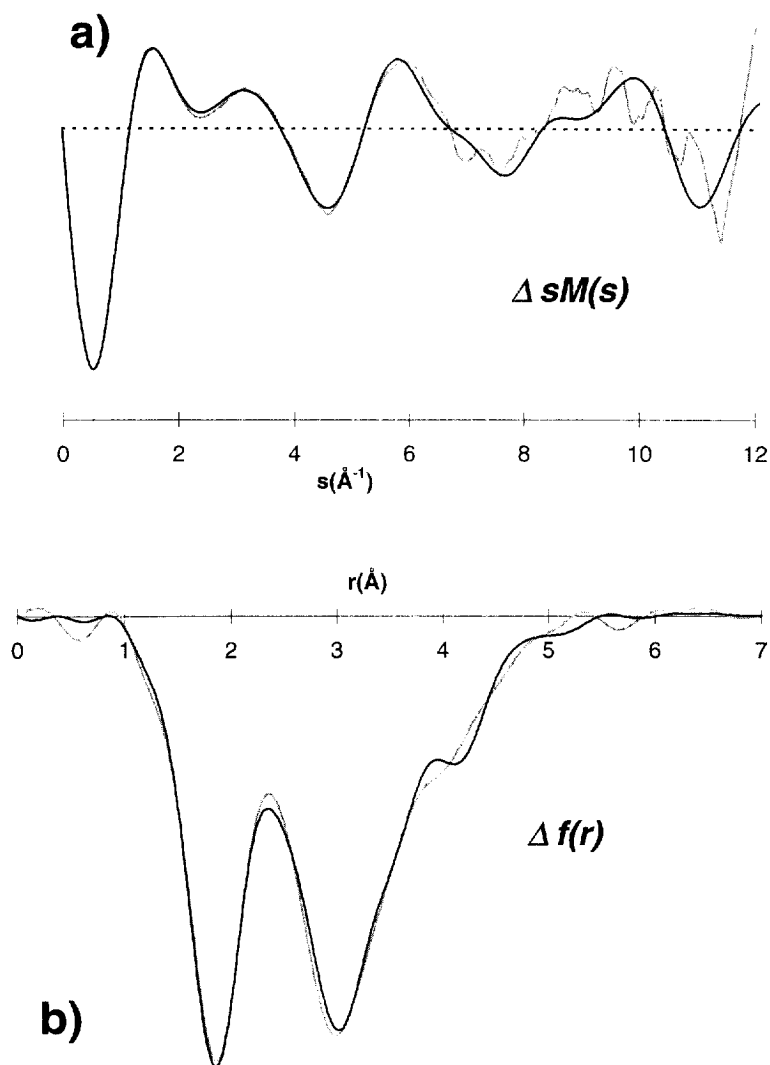 a)
Δ sM(s)
0 2 4 6 8 10 12
s(Å⁻¹)
r(Å)
0 1 2 3 4 5 6 7
Δ f(r)
b)